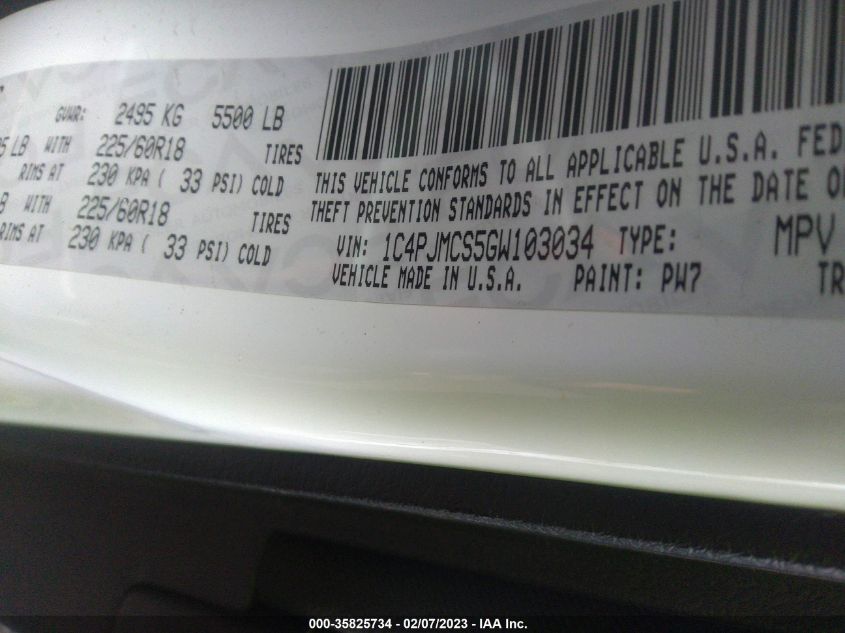 GVWR: 2495 KG 5500 LB
LB WITH 225/60R18 TIRES
RIMS AT 230 KPA ( 33 PSI) COLD
WITH 225/60R18 TIRES
RIMS AT 230 KPA ( 33 PSI) COLD
THIS VEHICLE CONFORMS TO ALL APPLICABLE U.S.A. FED
THEFT PREVENTION STANDARDS IN EFFECT ON THE DATE
VIN: 1C4PJMCS5GW103034 TYPE: MPV
VEHICLE MADE IN U.S.A. PAINT: PW7 TR
000-35825734 - 02/07/2023 - IAA Inc.